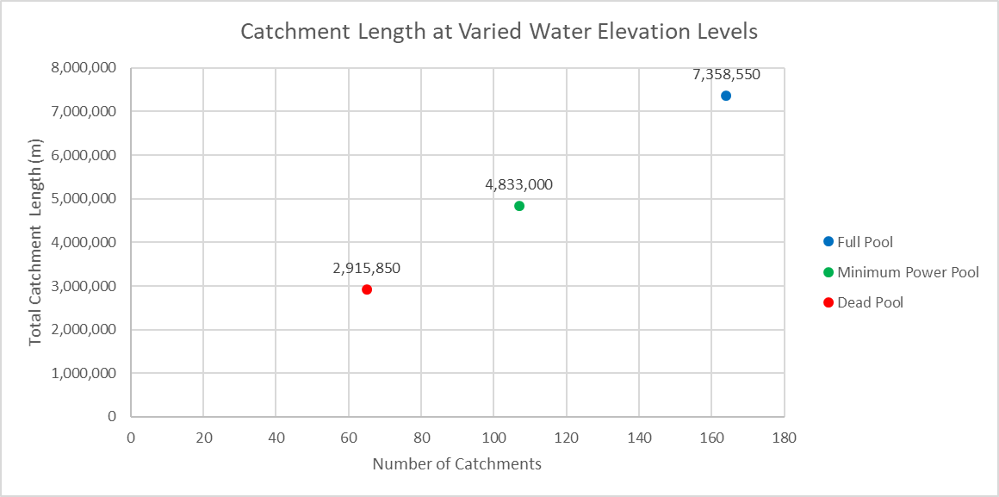 Catchment Length at Varied Water Elevation Levels
8,000,000
7,000,000
6,000,000
5,000,000
4,000,000
3,000,000
2,000,000
1,000,000
0
Total Catchment Length (m)
7,358,550
4,833,000
2,915,850
0 20 40 60 80 100 120 140 160 180
Number of Catchments
Full Pool
Minimum Power Pool
Dead Pool